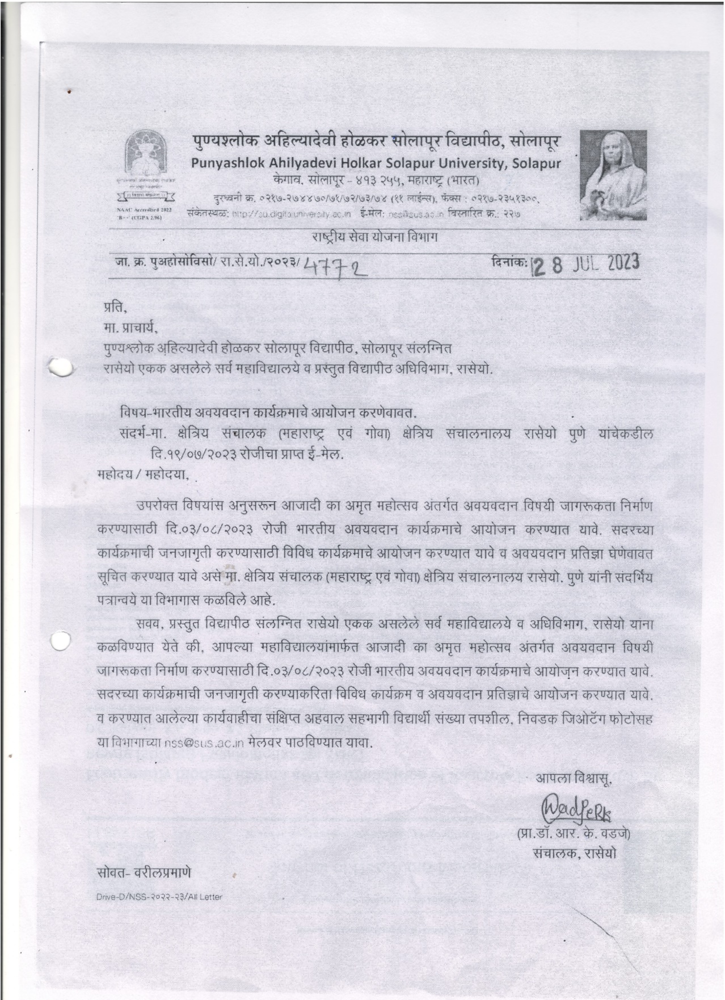 पुण्यश्लोक अहिल्यादेवी होळकर सोलापूर विद्यापीठ, सोलापूर
Punyashlok Ahilyadevi Holkar Solapur University, Solapur
केगाव, सोलापूर - ४१३ २५५, महाराष्ट्र (भारत)
दुरध्वनी क्र. ०२१७-२७४४७०/७१/७२/७३/७४ (११ लाईन्स), फॅक्स : ०२१७-२३५१३००,
संकेतस्थळ: http://su.digitaluniversity.ac.in ई-मेल: nss@sus.ac.in विस्तारित क्र.: २२७
NAAC Accredited 2022
(CGPA 2.96)
राष्ट्रीय सेवा योजना विभाग
जा. क्र. पुअहोसोविसो/ रा.से.यो./२०२३/ 4772 दिनांक: 28 JUL 2023
प्रति,
मा. प्राचार्य,
पुण्यश्लोक अहिल्यादेवी होळकर सोलापूर विद्यापीठ, सोलापूर संलग्नित
रासेयो एकक असलेले सर्व महाविद्यालये व प्रस्तुत विद्यापीठ अधिविभाग, रासेयो.
विषय-भारतीय अवयवदान कार्यक्रमाचे आयोजन करणेवावत.
संदर्भ-मा. क्षेत्रिय संचालक (महाराष्ट्र एवं गोवा) क्षेत्रिय संचालनालय रासेयो पुणे यांचेकडील
दि.१९/०७/२०२३ रोजीचा प्राप्त ई-मेल.
महोदय / महोदया,
उपरोक्त विषयांस अनुसरून आजादी का अमृत महोत्सव अंतर्गत अवयवदान विषयी जागरूकता निर्माण
करण्यासाठी दि.०३/०८/२०२३ रोजी भारतीय अवयवदान कार्यक्रमाचे आयोजन करण्यात यावे. सदरच्या
कार्यक्रमाची जनजागृती करण्यासाठी विविध कार्यक्रमाचे आयोजन करण्यात यावे व अवयवदान प्रतिज्ञा घेणेवावत
सूचित करण्यात यावे असे मा. क्षेत्रिय संचालक (महाराष्ट्र एवं गोवा) क्षेत्रिय संचालनालय रासेयो. पुणे यांनी संदर्भिय
पत्रान्वये या विभागास कळविले आहे.
सवव, प्रस्तुत विद्यापीठ संलग्नित रासेयो एकक असलेले सर्व महाविद्यालये व अधिविभाग, रासेयो यांना
कळविण्यात येते की, आपल्या महाविद्यालयांमार्फत आजादी का अमृत महोत्सव अंतर्गत अवयवदान विषयी
जागरूकता निर्माण करण्यासाठी दि.०३/०८/२०२३ रोजी भारतीय अवयवदान कार्यक्रमाचे आयोजन करण्यात यावे.
सदरच्या कार्यक्रमाची जनजागृती करण्याकरिता विविध कार्यक्रम व अवयवदान प्रतिज्ञाचे आयोजन करण्यात यावे.
व करण्यात आलेल्या कार्यवाहीचा संक्षिप्त अहवाल सहभागी विद्यार्थी संख्या तपशील, निवडक जिओटॅग फोटोसह
या विभागाच्या nss@sus.ac.in मेलवर पाठविण्यात यावा.
आपला विश्वासू,
WadjeRK
(प्रा.डॉ. आर. के. वडजे)
संचालक, रासेयो
सोवत- वरीलप्रमाणे
Drive-D/NSS-२०२२-२३/All Letter